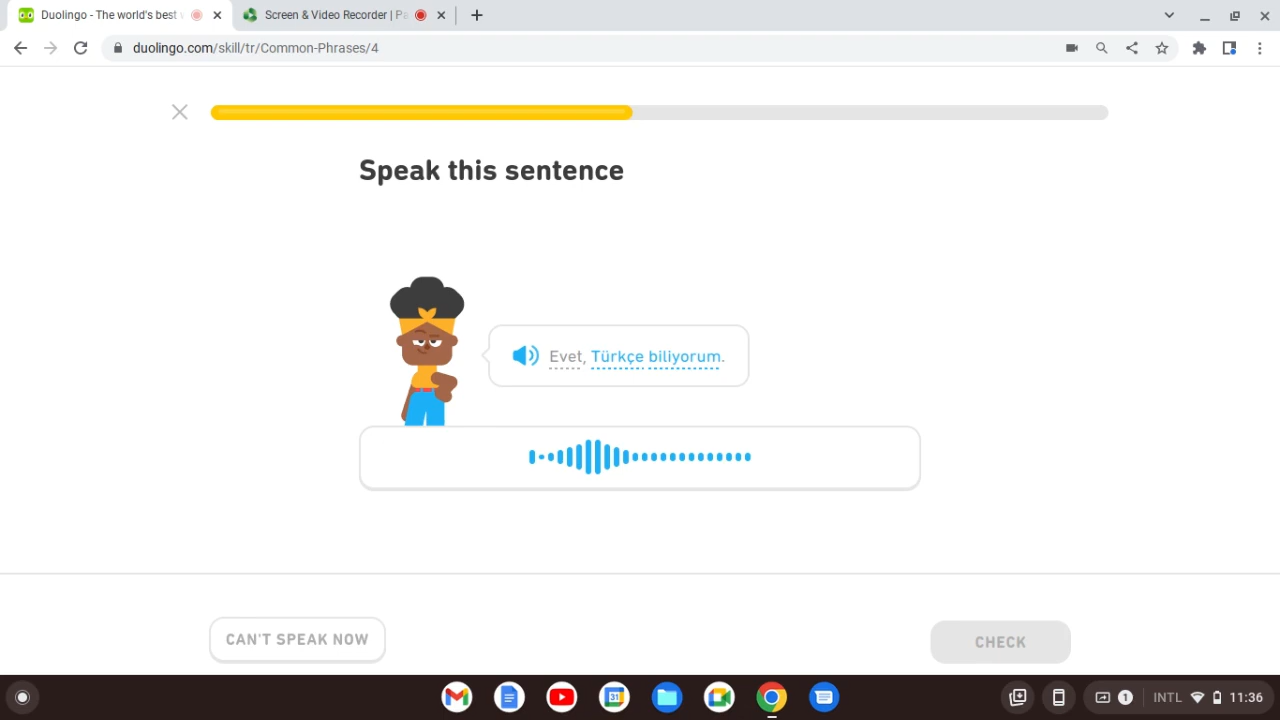 Duolingo - The world's best
Screen & Video Recorder | Pa
duolingo.com/skill/tr/Common-Phrases/4
Speak this sentence
Evet, Türkçe biliyorum.
CAN'T SPEAK NOW
CHECK
31
1 INTL 11:36